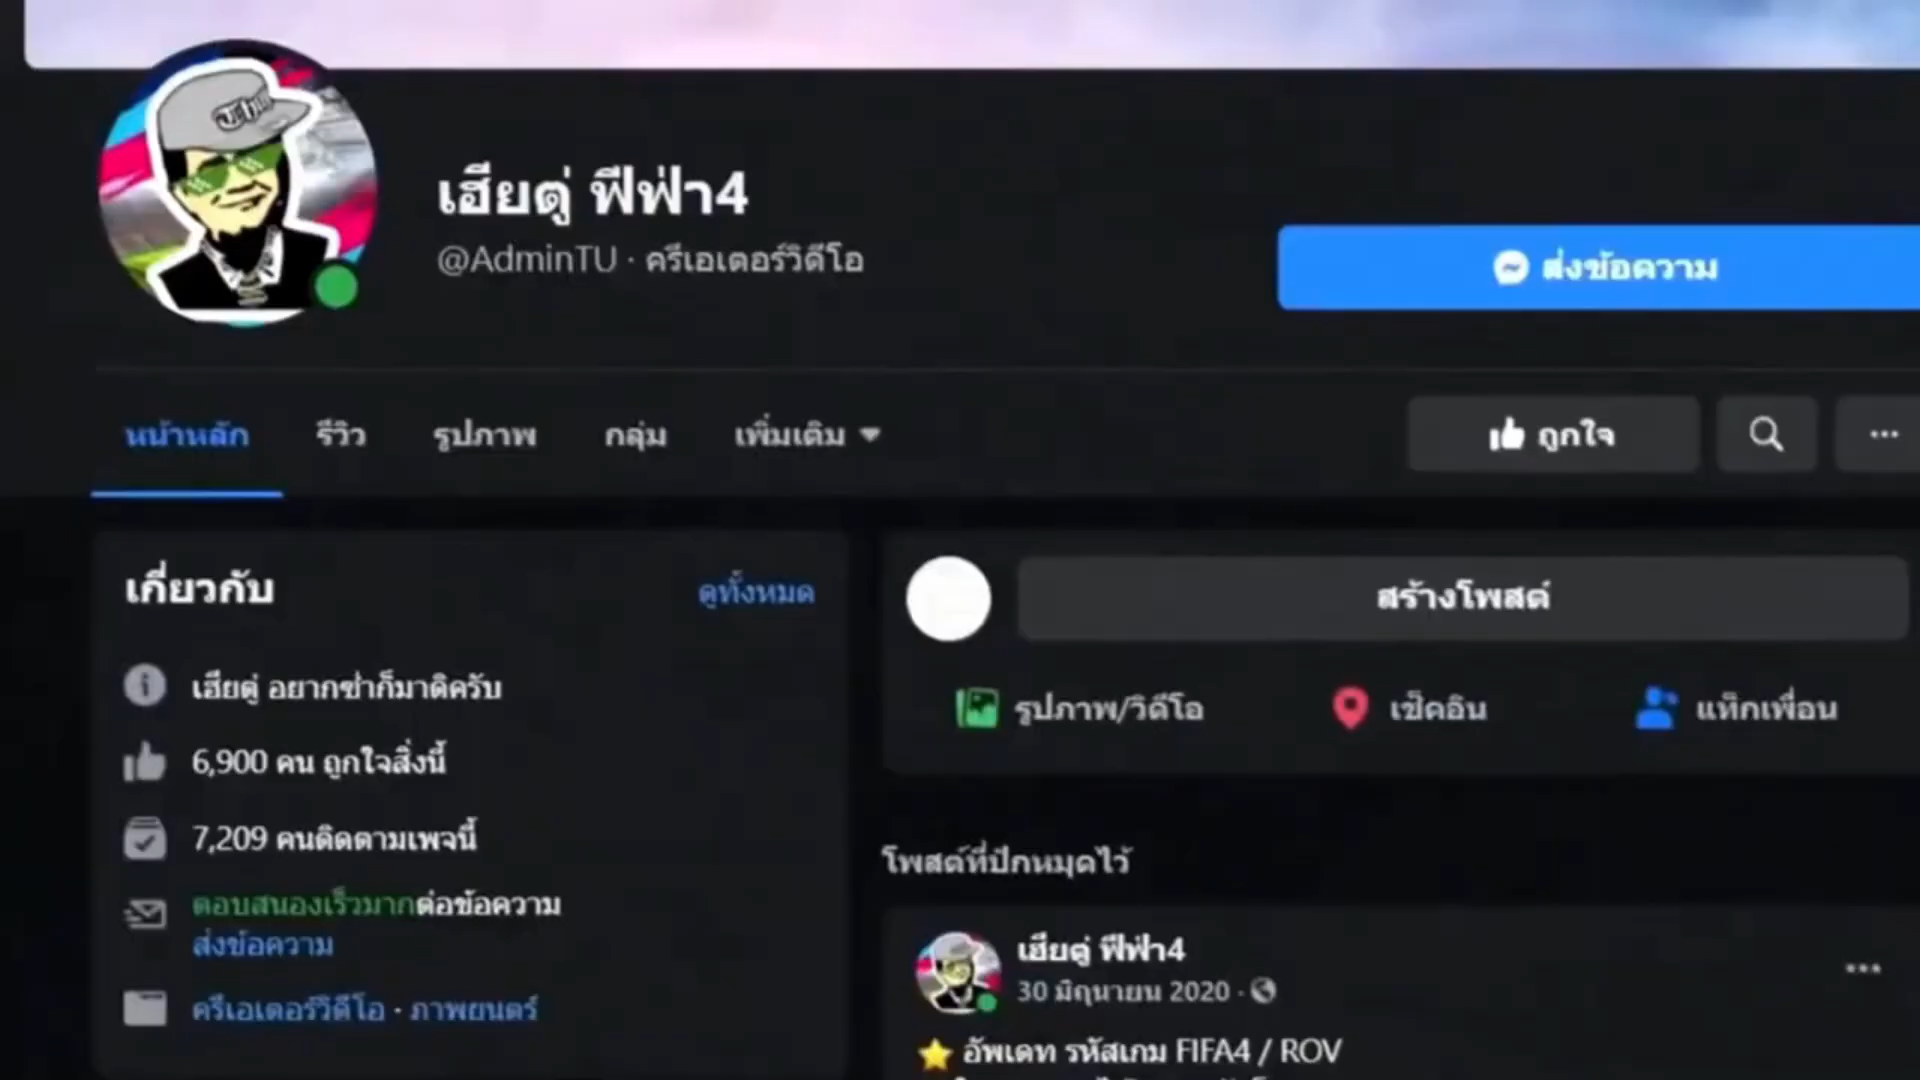 เฮียตู่ ฟีฟ่า4
@AdminTU · ครีเอเตอร์วิดีโอ
ส่งข้อความ
หน้าหลัก
รีวิว
รูปภาพ
กลุ่ม
เพิ่มเติม
ถูกใจ
เกี่ยวกับ
ดูทั้งหมด
เฮียตู่ อยากซ่าก็มาดิครับ
6,900 คน ถูกใจสิ่งนี้
7,209 คนติดตามเพจนี้
ตอบสนองเร็วมากต่อข้อความ
ส่งข้อความ
ครีเอเตอร์วิดีโอ · ภาพยนตร์
สร้างโพสต์
รูปภาพ/วิดีโอ
เช็คอิน
แท็กเพื่อน
โพสต์ที่ปักหมุดไว้
เฮียตู่ ฟีฟ่า4
30 มิถุนายน 2020 ·
อัพเดท รหัสเกม FIFA4 / ROV